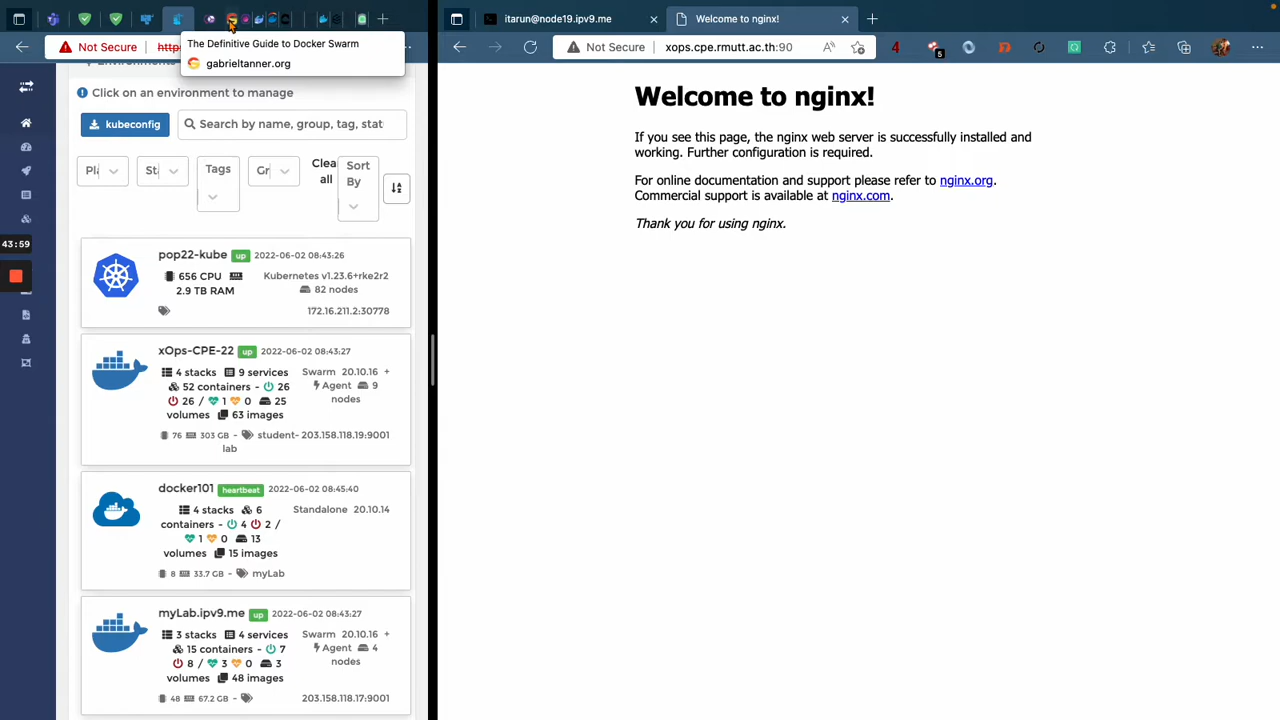 itarun@node19.ipv9.me
Welcome to nginx!
Not Secure
The Definitive Guide to Docker Swarm
gabrieltanner.org
Not Secure
xops.cpe.rmutt.ac.th:90
5
Click on an environment to manage
kubeconfig
Search by name, group, tag, stat
Tags
Clea
all
Sort
By
43:59
pop22-kube up 2022-06-02 08:43:26
656 CPU
2.9 TB RAM
Kubernetes v1.23.6+rke2r2
82 nodes
172.16.211.2:30778
xOps-CPE-22 up 2022-06-02 08:43:27
4 stacks 9 services
52 containers - 26
26 / 1 0 25
volumes 63 images
Swarm 20.10.16 +
Agent 9
nodes
76 303 GB - student-
lab
203.158.118.19:9001
docker101 heartbeat 2022-06-02 08:45:40
4 stacks 6
containers - 4 2 /
1 0 13
volumes 15 images
Standalone 20.10.14
8 33.7 GB - myLab
myLab.ipv9.me up 2022-06-02 08:43:27
3 stacks 4 services
15 containers - 7
8 / 3 0 3
volumes 48 images
Swarm 20.10.16 +
Agent 4
nodes
48 67.2 GB -
203.158.118.17:9001
Welcome to nginx!
If you see this page, the nginx web server is successfully installed and
working. Further configuration is required.
For online documentation and support please refer to nginx.org.
Commercial support is available at nginx.com.
Thank you for using nginx.